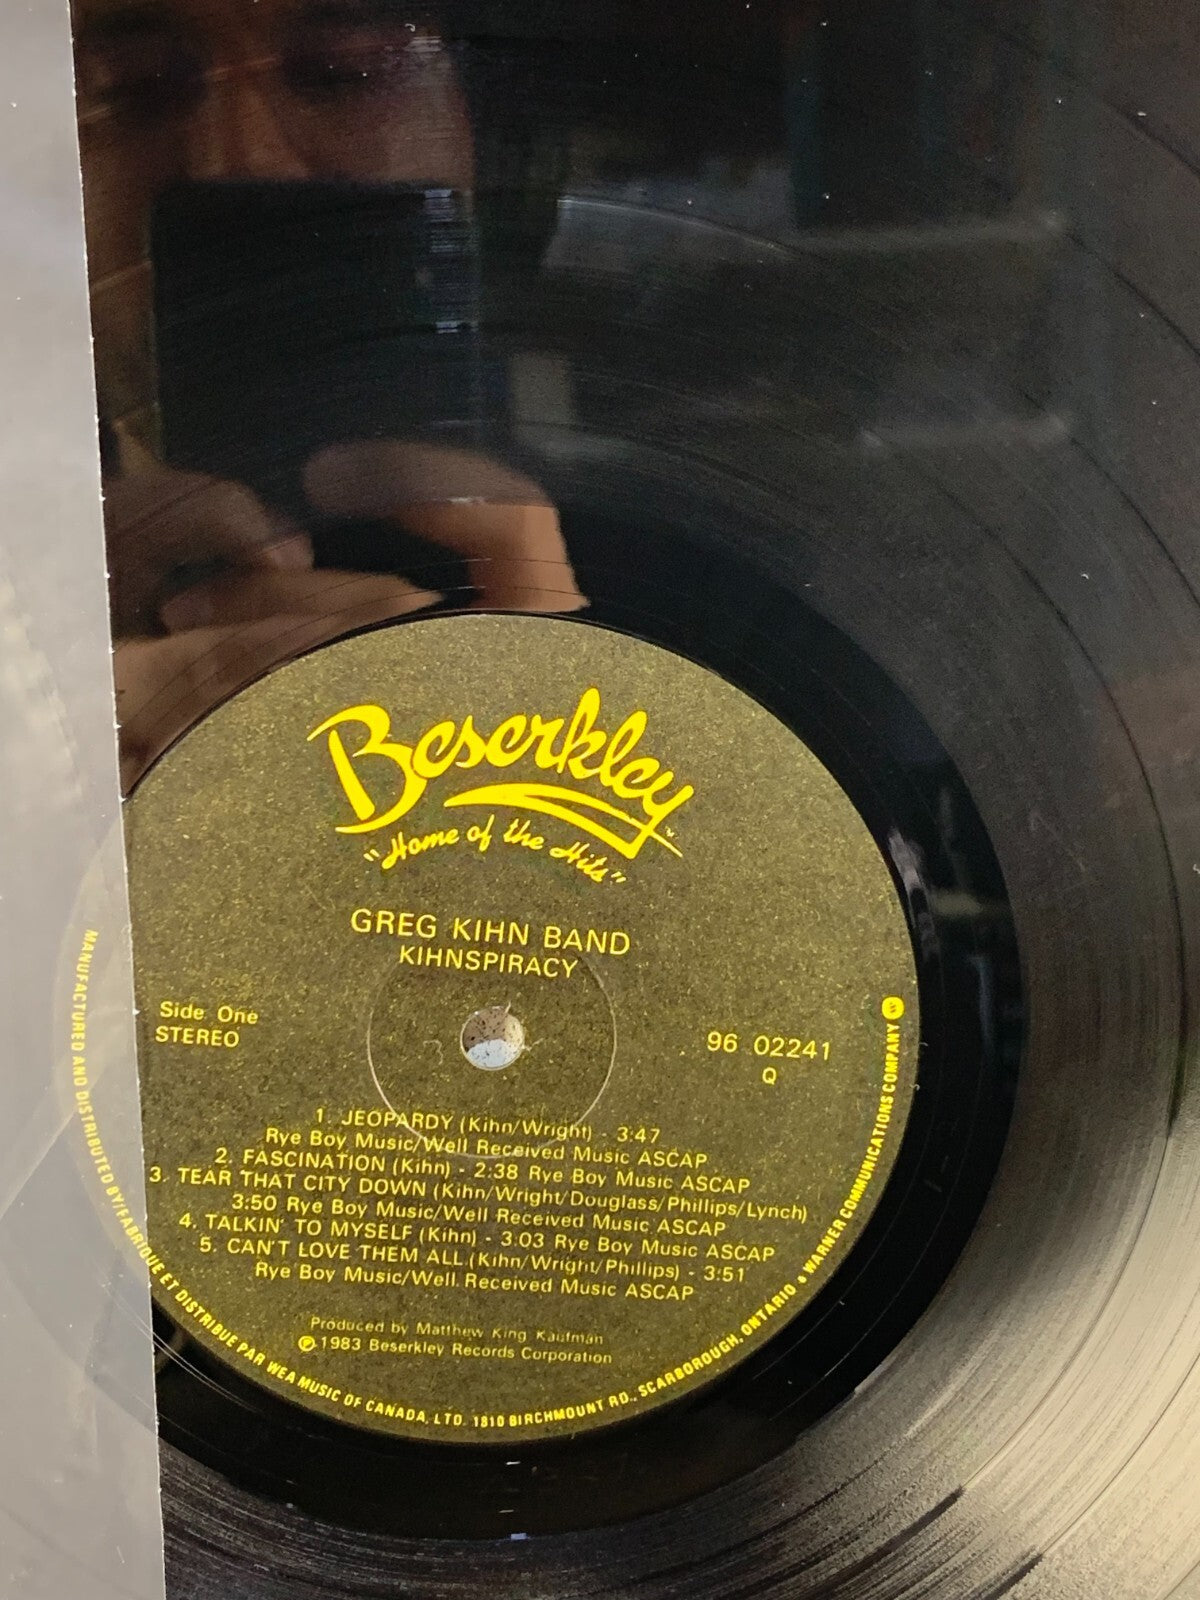 Beserkley
TM
"Home of the Hits"
GREG KIHN BAND
KIHNSPIRACY
Side One
STEREO
96 02241
Q
1. JEOPARDY (Kihn/Wright) - 3:47
Rye Boy Music/Well Received Music ASCAP
2. FASCINATION (Kihn) - 2:38 Rye Boy Music ASCAP
3. TEAR THAT CITY DOWN (Kihn/Wright/Douglass/Phillips/Lynch)
3:50 Rye Boy Music/Well Received Music ASCAP
4. TALKIN' TO MYSELF (Kihn) - 3:03 Rye Boy Music ASCAP
5. CAN'T LOVE THEM ALL (Kihn/Wright/Phillips) - 3:51
Rye Boy Music/Well Received Music ASCAP
Produced by Matthew King Kaufman
℗ 1983 Beserkley Records Corporation
MANUFACTURED AND DISTRIBUTED BY/FABRIQUE ET DISTRIBUE PAR WEA MUSIC OF CANADA, LTD. 1810 BIRCHMOUNT RD., SCARBOROUGH, ONTARIO • WARNER COMMUNICATIONS COMPANY